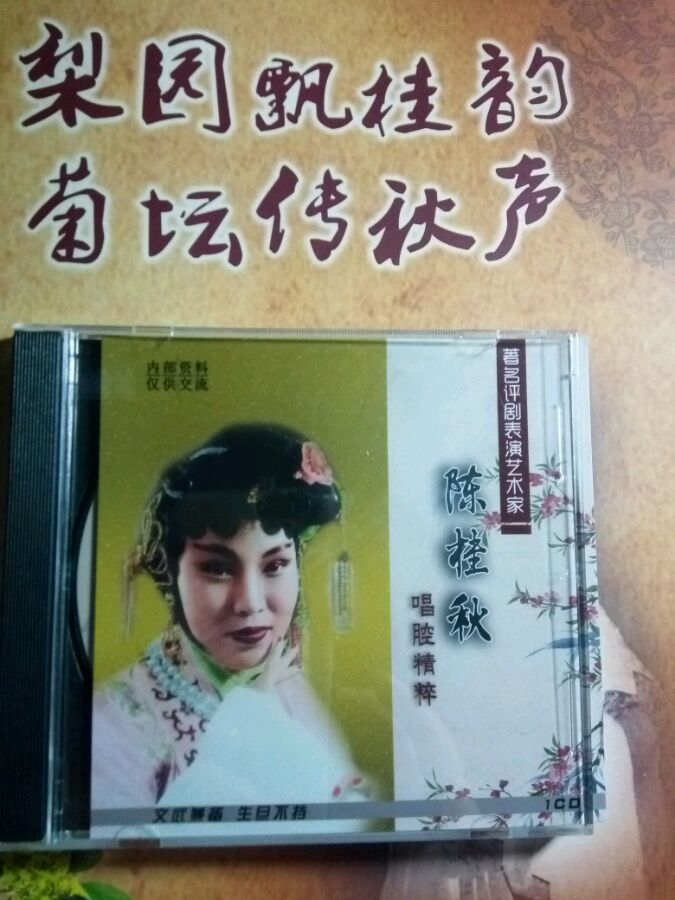 梨园飘桂韵
菊坛传秋声
内部资料
仅供交流
著名评剧表演艺术家
陈桂秋
唱腔精粹
文武兼备 生旦不挡
1CD